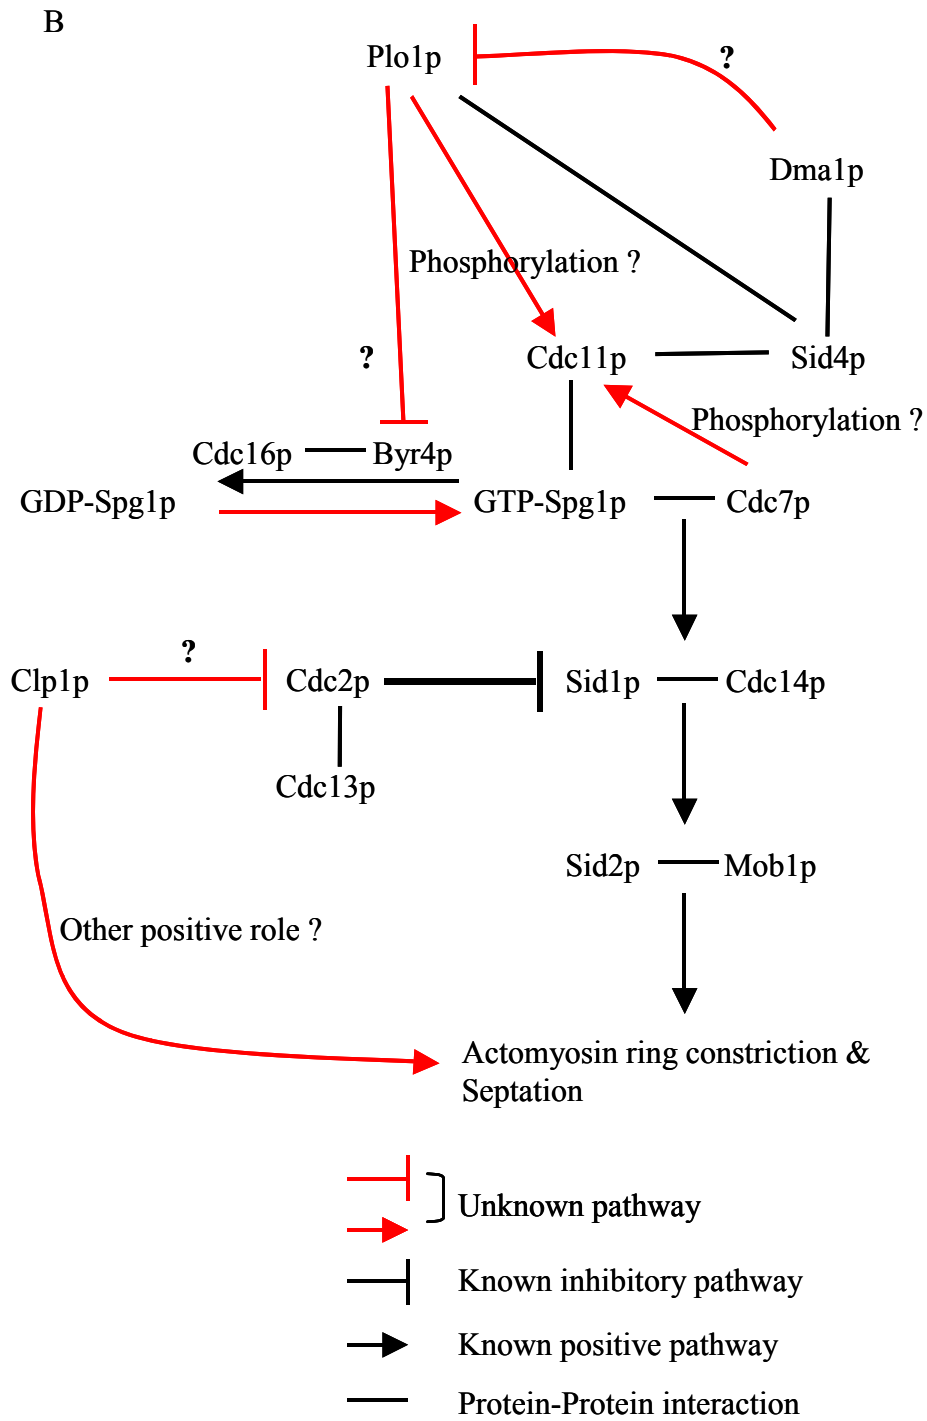 B
Plo1p
?
Dma1p
Phosphorylation ?
?
Cdc11p
Sid4p
Phosphorylation ?
Cdc16p
Byr4p
GDP-Spg1p
GTP-Spg1p
Cdc7p
?
Clp1p
Cdc2p
Sid1p
Cdc14p
Cdc13p
Sid2p
Mob1p
Other positive role ?
Actomyosin ring constriction &
Septation
Unknown pathway
Known inhibitory pathway
Known positive pathway
Protein-Protein interaction